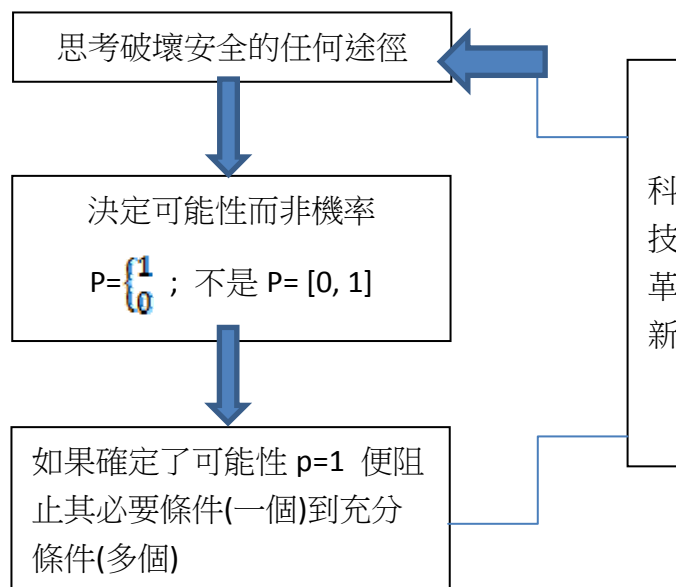 思考破壞安全的任何途徑
決定可能性而非機率
P={1 0 ; 不是 P= [0, 1]
如果確定了可能性 p=1 便阻
止其必要條件(一個)到充分
條件(多個)
科
技
革
新